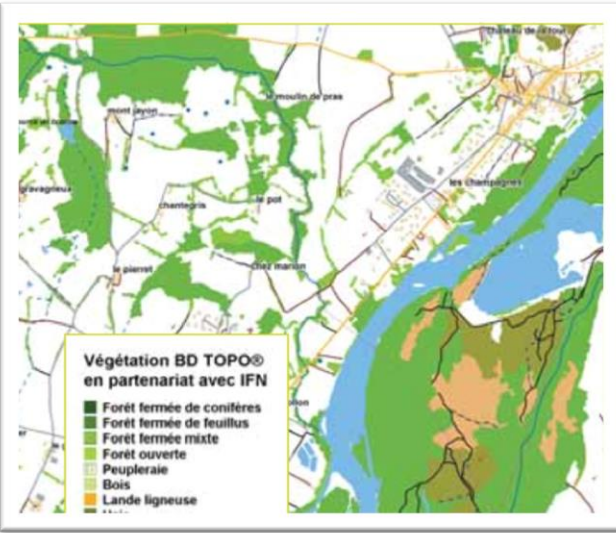 château de la tour
le moulin de pras
mont jayon
gravagneux
les champagnes
chantegris
le pot
chez marion
le pierret
Végétation BD TOPO®
en partenariat avec IFN
Forêt fermée de conifères
Forêt fermée de feuillus
Forêt fermée mixte
Forêt ouverte
Peupleraie
Bois
Lande ligneuse